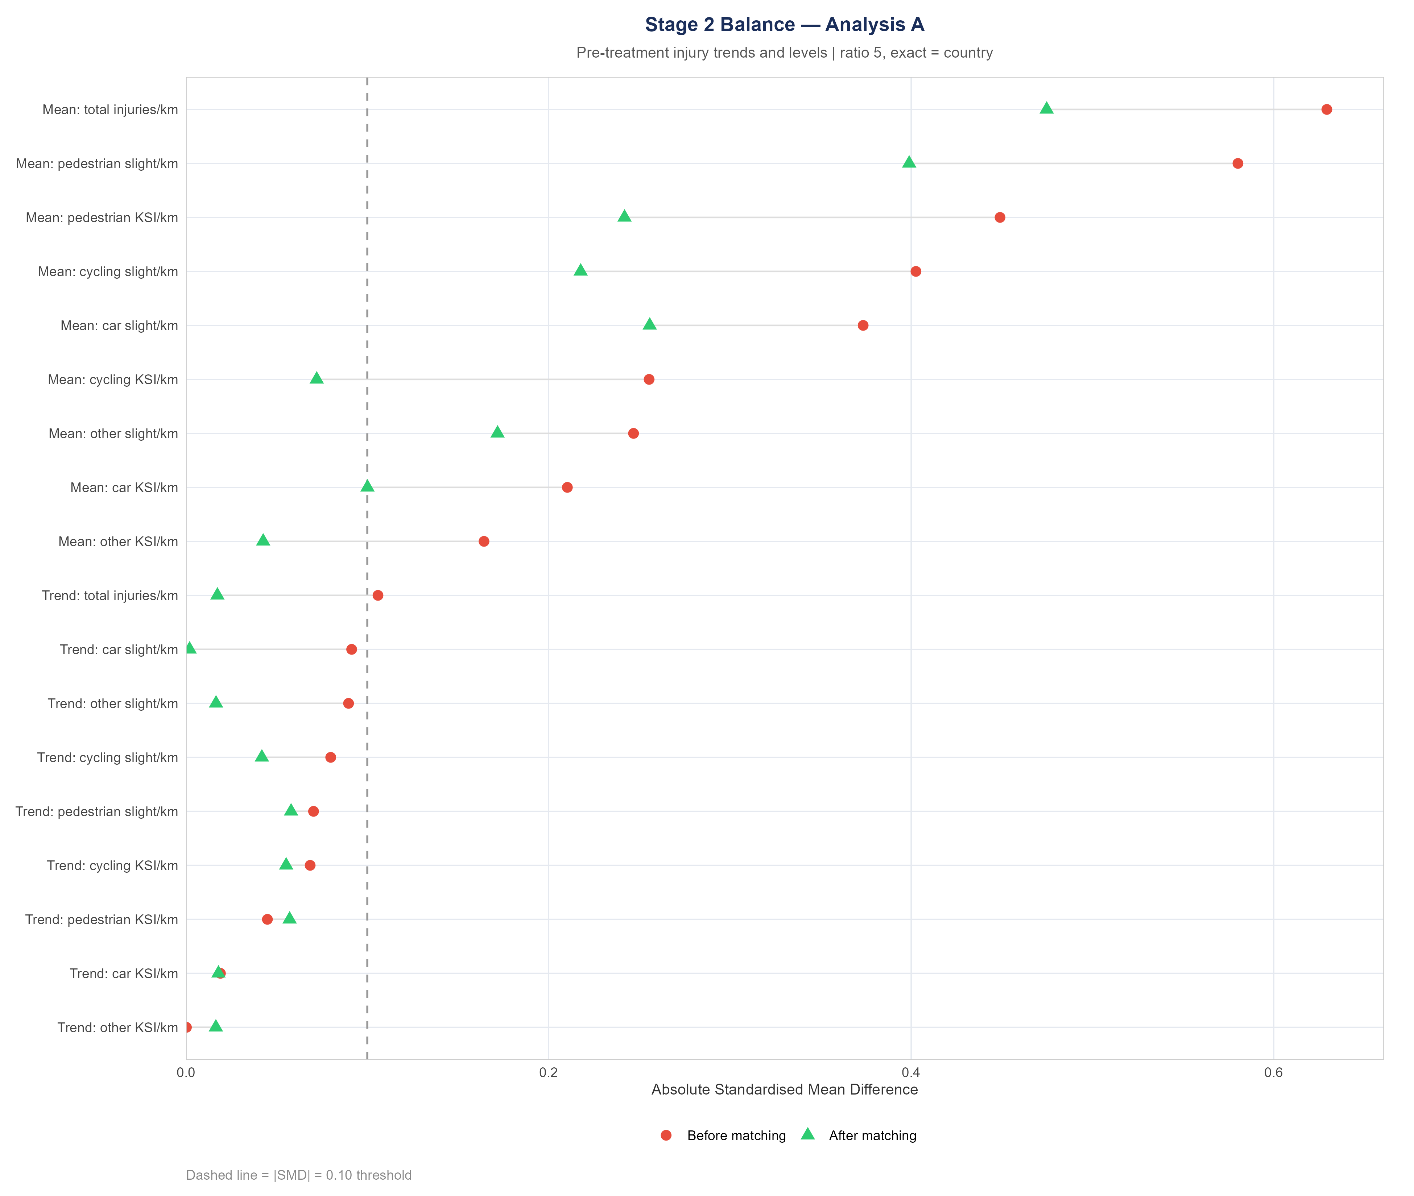 Stage 2 Balance — Analysis A
Pre-treatment injury trends and levels | ratio 5, exact = country
Mean: total injuries/km
Mean: pedestrian slight/km
Mean: pedestrian KSI/km
Mean: cycling slight/km
Mean: car slight/km
Mean: cycling KSI/km
Mean: other slight/km
Mean: car KSI/km
Mean: other KSI/km
Trend: total injuries/km
Trend: car slight/km
Trend: other slight/km
Trend: cycling slight/km
Trend: pedestrian slight/km
Trend: cycling KSI/km
Trend: pedestrian KSI/km
Trend: car KSI/km
Trend: other KSI/km
0.0 0.2 0.4 0.6
Absolute Standardised Mean Difference
Before matching After matching
Dashed line = |SMD| = 0.10 threshold